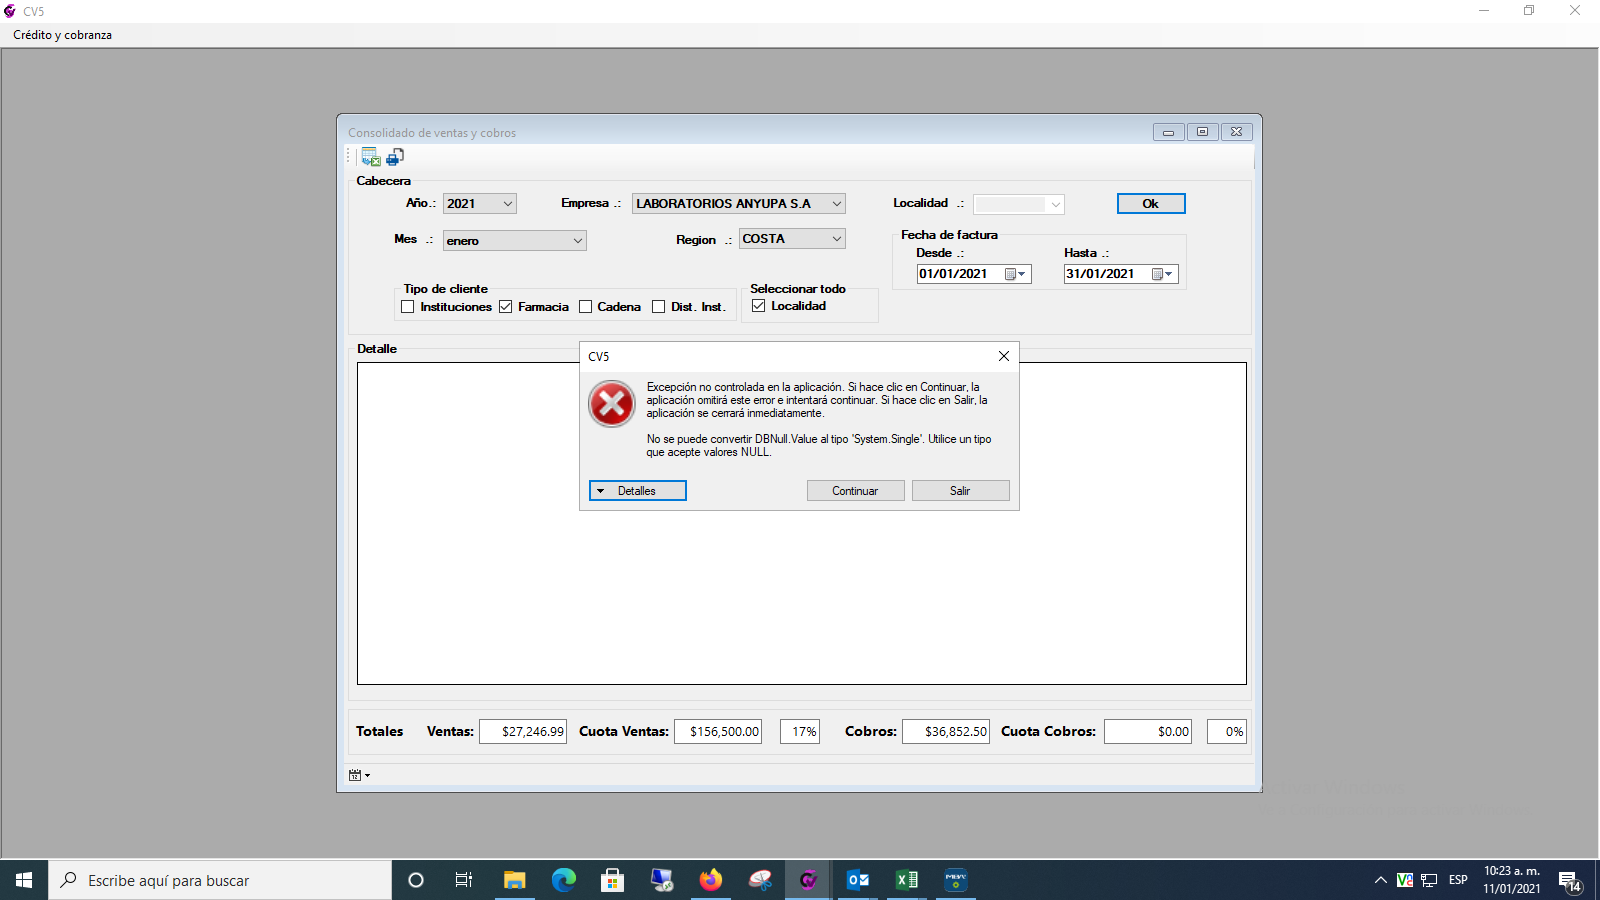 CV5
Crédito y cobranza
Consolidado de ventas y cobros
Cabecera
Año.: 2021 Empresa .: LABORATORIOS ANYUPA S.A Localidad .: Ok
Mes .: enero Region .: COSTA Fecha de factura
Desde .: Hasta .:
01/01/2021 31/01/2021
Tipo de cliente Seleccionar todo
Instituciones Farmacia Cadena Dist. Inst. Localidad
Detalle
CV5
Excepción no controlada en la aplicación. Si hace clic en Continuar, la
aplicación omitirá este error e intentará continuar. Si hace clic en Salir, la
aplicación se cerrará inmediatamente.
No se puede convertir DBNull.Value al tipo 'System.Single'. Utilice un tipo
que acepte valores NULL.
Detalles Continuar Salir
Totales Ventas: $27,246.99 Cuota Ventas: $156,500.00 17% Cobros: $36,852.50 Cuota Cobros: $0.00 0%
Escribe aquí para buscar
ESP
10:23 a. m.
11/01/2021
14